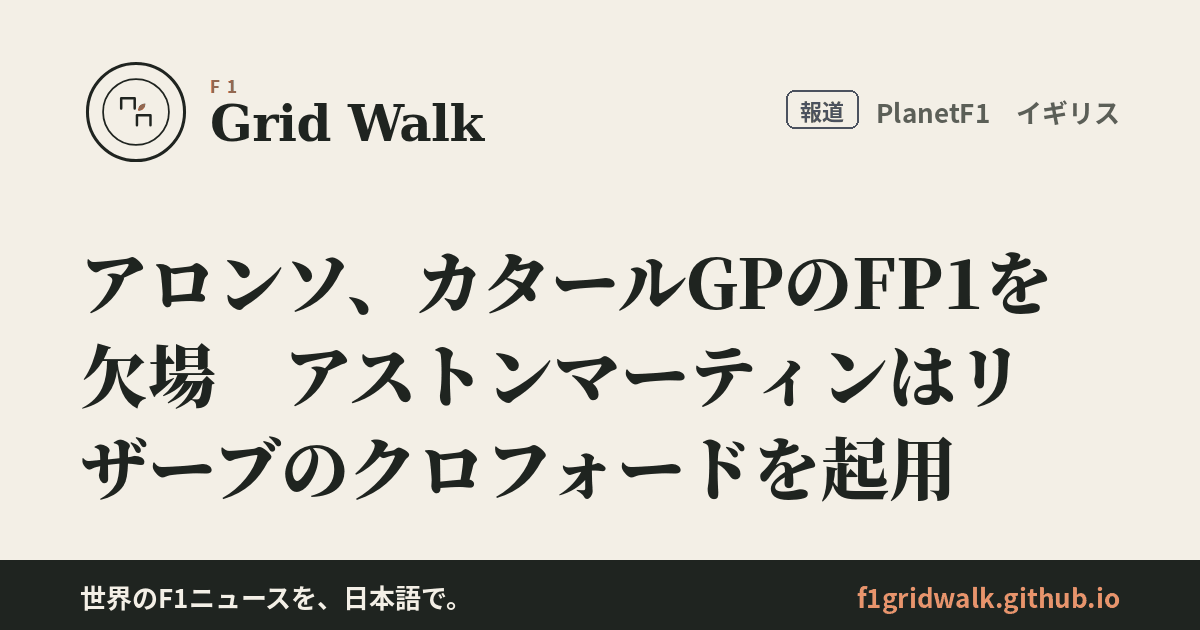 F1
Grid Walk
報道 PlanetF1　イギリス
アロンソ、カタールGPのFP1を
欠場　アストンマーティンはリ
ザーブのクロフォードを起用
世界のF1ニュースを、日本語で。
f1gridwalk.github.io